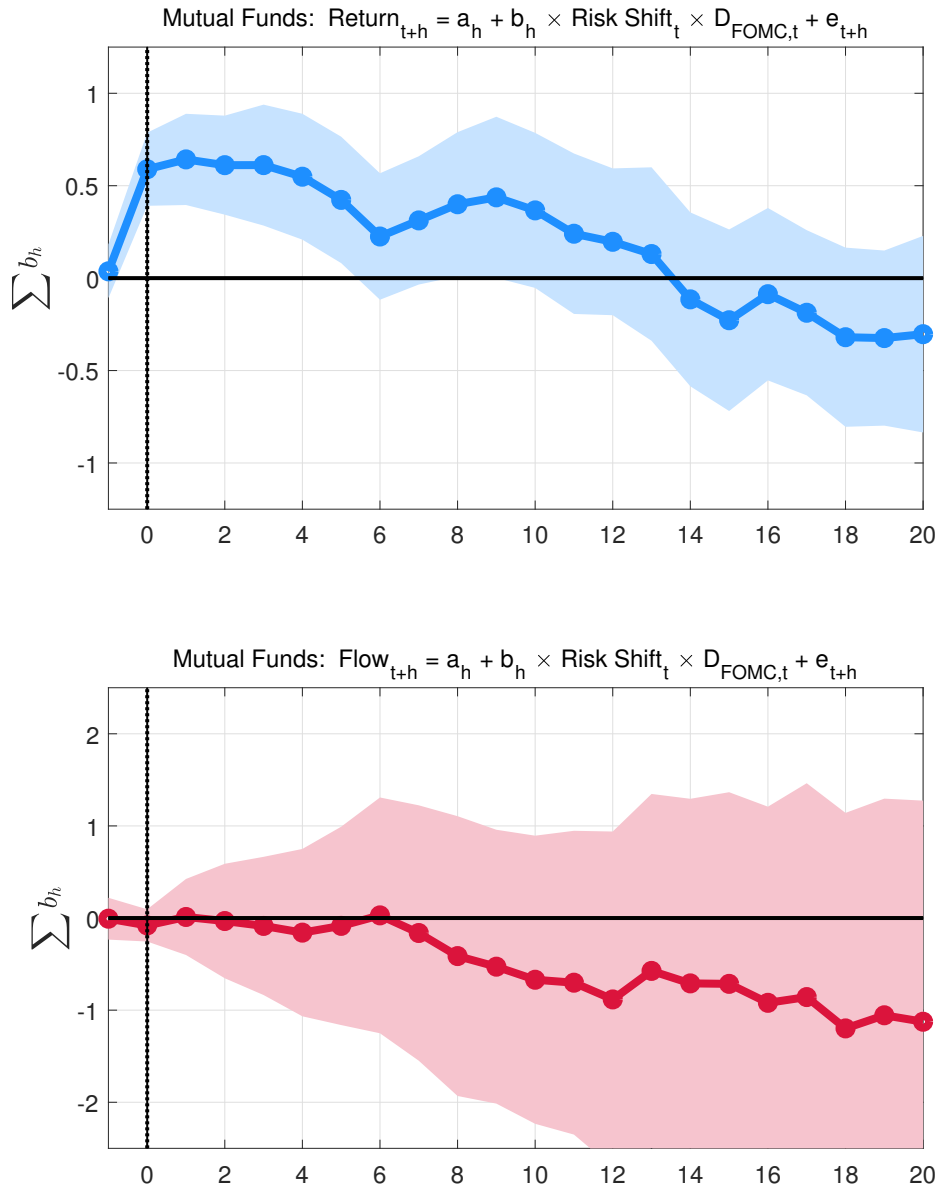 Mutual Funds: Return_{t+h} = a_h + b_h × Risk Shift_t × D_{FOMC,t} + e_{t+h}
1
0.5
0
-0.5
-1
∑ b_h
0 2 4 6 8 10 12 14 16 18 20
Mutual Funds: Flow_{t+h} = a_h + b_h × Risk Shift_t × D_{FOMC,t} + e_{t+h}
2
1
0
-1
-2
∑ b_h
0 2 4 6 8 10 12 14 16 18 20